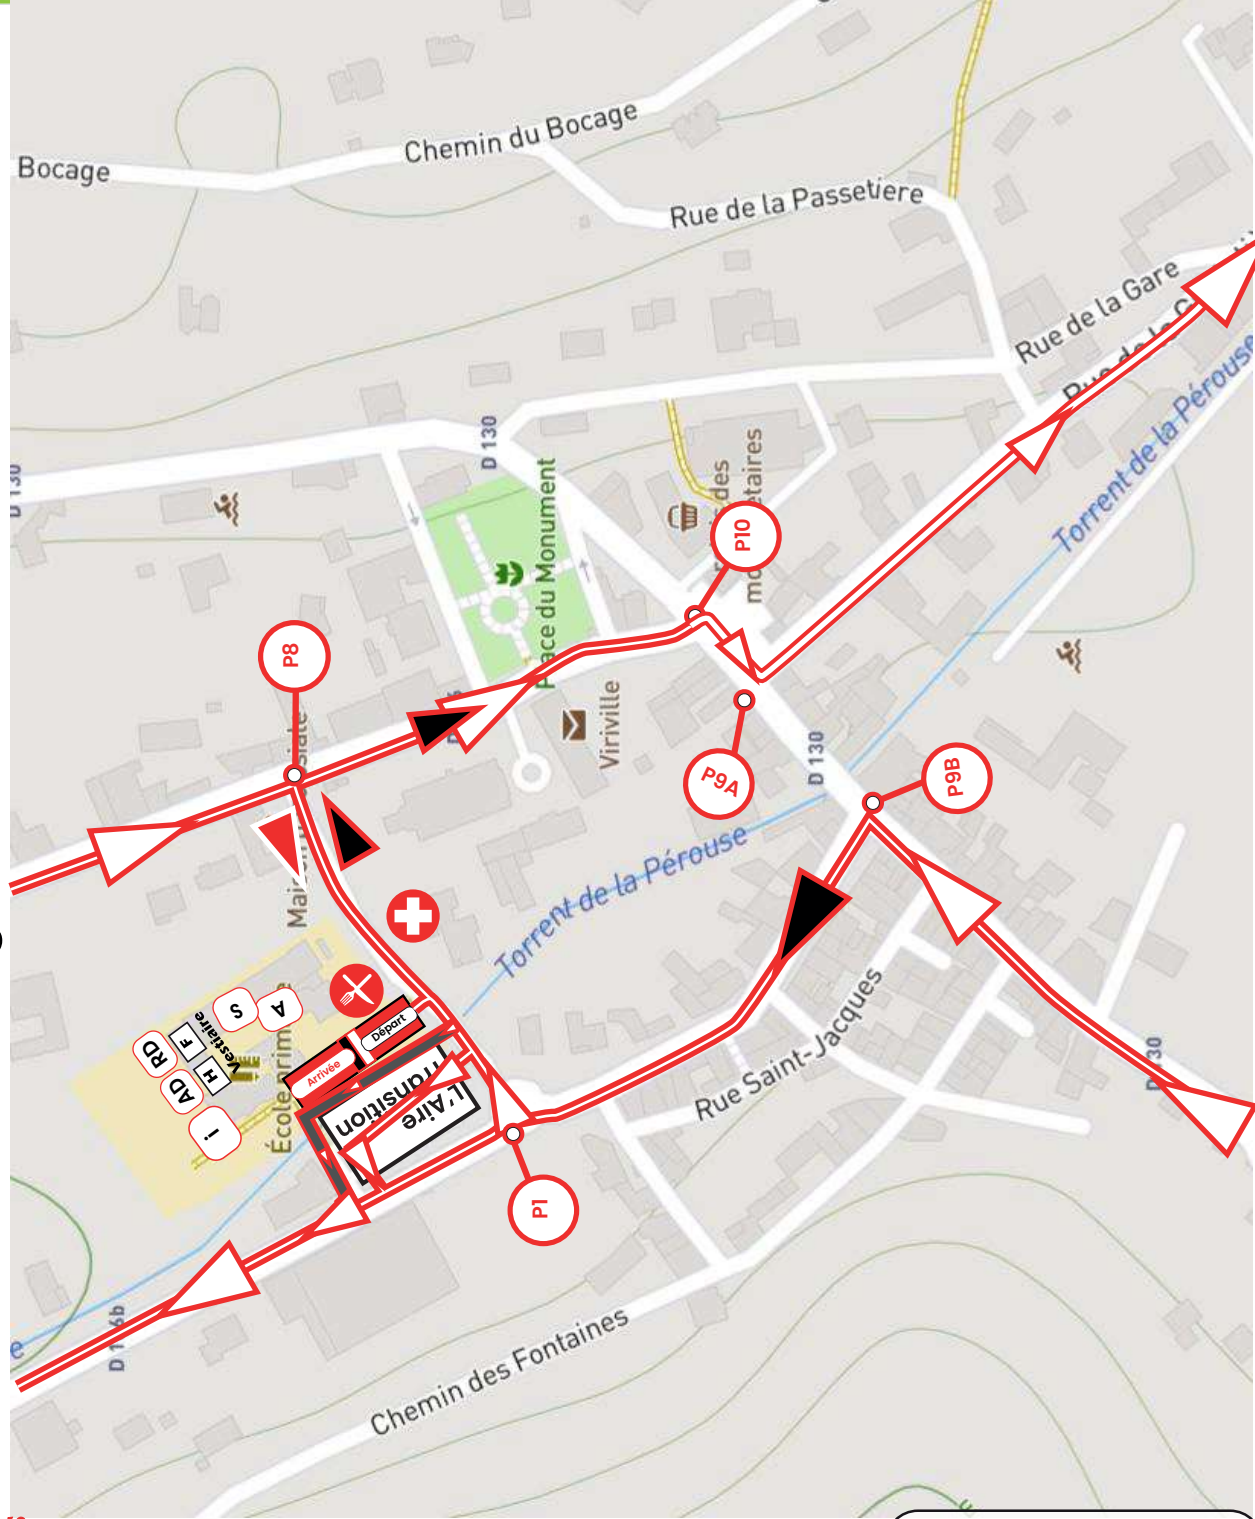 Bocage
Chemin du Bocage
Rue de la Passetière
Rue de la Gare
Torrent de la Pérouse
D 130
Place du Monument
P10
P8
Viriville
P9A
D 130
P9B
Torrent de la Pérouse
A
S
Vestiaire
F
H
RD
AD
i
Départ
Arrivée
L'Aire
Transition
Rue Saint-Jacques
P1
Chemin des Fontaines